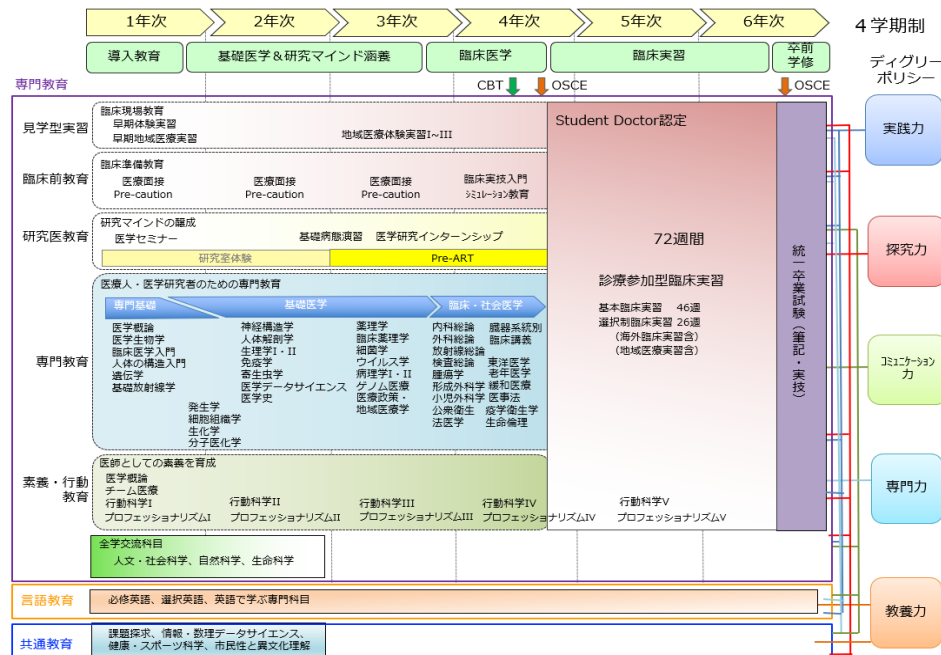 1年次
2年次
3年次
4年次
5年次
6年次
4学期制
導入教育
基礎医学&研究マインド涵養
臨床医学
臨床実習
卒前
学修
ディグリー
ポリシー
専門教育
CBT
OSCE
OSCE
見学型実習
臨床現場教育
早期体験実習
早期地域医療実習
地域医療体験実習I~III
Student Doctor認定
実践力
臨床前教育
臨床準備教育
医療面接
Pre-caution
医療面接
Pre-caution
医療面接
Pre-caution
臨床実技入門
シミュレーション教育
研究医教育
研究マインドの醸成
医学セミナー
基礎病態演習 医学研究インターンシップ
研究室体験
Pre-ART
72週間
診療参加型臨床実習
基本臨床実習 46週
選択制臨床実習 26週
(海外臨床実習含)
(地域医療実習含)
統一卒業試験(筆記・実技)
探究力
専門教育
医療人・医学研究者のための専門教育
専門基礎
基礎医学
臨床・社会医学
医学概論
医学生物学
臨床医学入門
人体の構造入門
遺伝学
基礎放射線学
発生学
細胞組織学
生化学
分子医化学
神経構造学
人体解剖学
生理学I・II
免疫学
寄生虫学
医学データサイエンス
医学史
薬理学
臨床薬理学
細菌学
ウイルス学
病理学I・II
ゲノム医療
医療政策・
地域医療学
内科総論
外科総論
放射線総論
検査総論
腫瘍学
形成外科学
小児外科学
公衆衛生
法医学
臓器系統別
臨床講義
東洋医学
老年医学
緩和医療
医事法
疫学衛生学
生命倫理
コミュニケーション
力
専門力
素養・行動
教育
医師としての素養を育成
医学概論
チーム医療
行動科学I
プロフェッショナリズムI
行動科学II
プロフェッショナリズムII
行動科学III
プロフェッショナリズムIII
行動科学IV
プロフェッショナリズムIV
行動科学V
プロフェッショナリズムV
全学交流科目
人文・社会科学、自然科学、生命科学
言語教育
必修英語、選択英語、英語で学ぶ専門科目
教養力
共通教育
課題探求、情報・数理データサイエンス、
健康・スポーツ科学、市民性と異文化理解